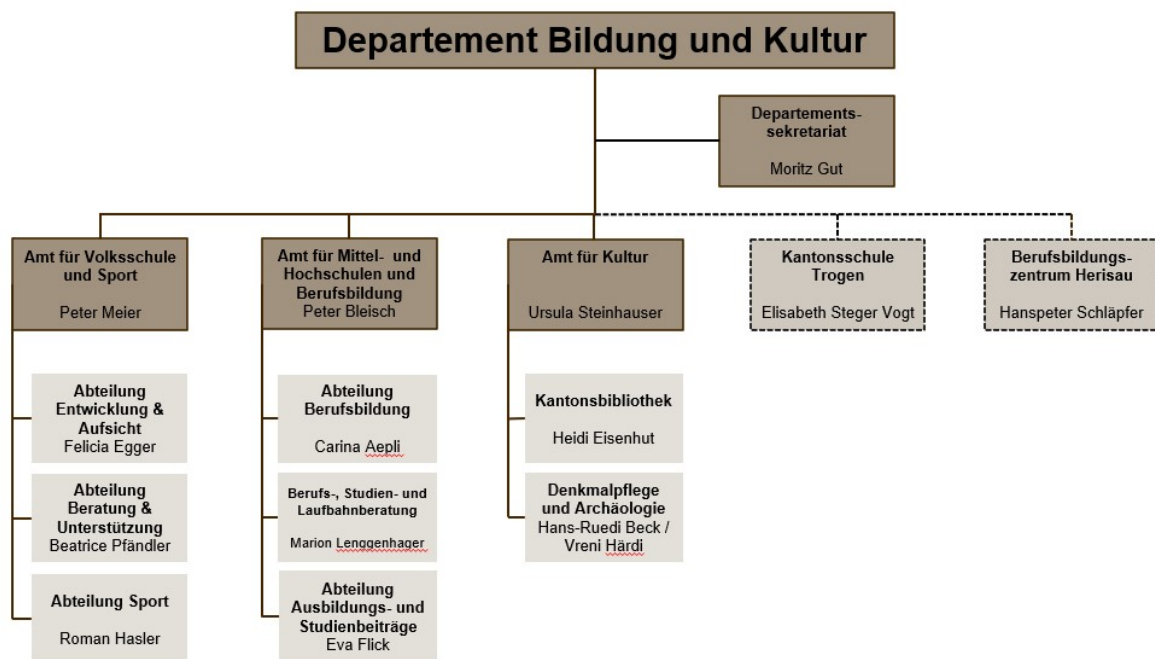 Departement Bildung und Kultur
Departements-
sekretariat
Moritz Gut
Amt für Volksschule
und Sport
Peter Meier
Amt für Mittel- und
Hochschulen und
Berufsbildung
Peter Bleisch
Amt für Kultur
Ursula Steinhauser
Kantonsschule
Trogen
Elisabeth Steger Vogt
Berufsbildungs-
zentrum Herisau
Hanspeter Schläpfer
Abteilung
Entwicklung &
Aufsicht
Felicia Egger
Abteilung
Beratung &
Unterstützung
Beatrice Pfändler
Abteilung Sport
Roman Hasler
Abteilung
Berufsbildung
Carina Aepli
Berufs-, Studien- und
Laufbahnberatung
Marion Lenggenhager
Abteilung
Ausbildungs- und
Studienbeiträge
Eva Flick
Kantonsbibliothek
Heidi Eisenhut
Denkmalpflege
und Archäologie
Hans-Ruedi Beck /
Vreni Härdi